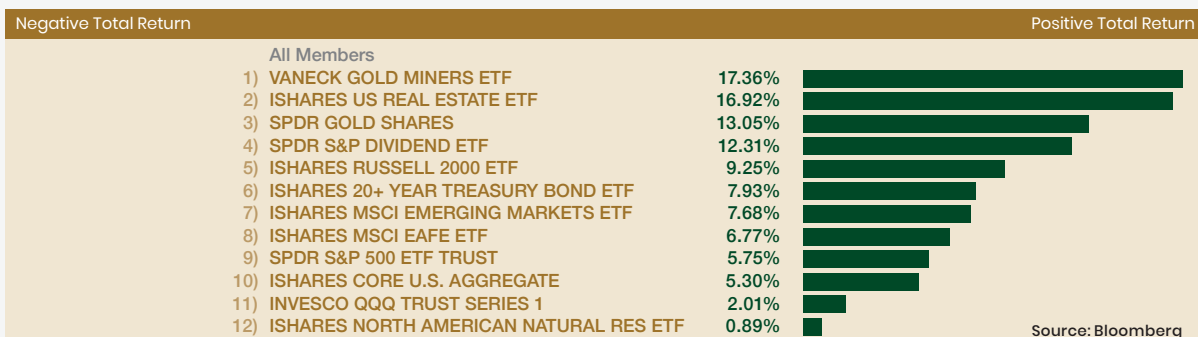 Negative Total Return Positive Total Return
All Members
1) VANECK GOLD MINERS ETF 17.36%
2) ISHARES US REAL ESTATE ETF 16.92%
3) SPDR GOLD SHARES 13.05%
4) SPDR S&P DIVIDEND ETF 12.31%
5) ISHARES RUSSELL 2000 ETF 9.25%
6) ISHARES 20+ YEAR TREASURY BOND ETF 7.93%
7) ISHARES MSCI EMERGING MARKETS ETF 7.68%
8) ISHARES MSCI EAFE ETF 6.77%
9) SPDR S&P 500 ETF TRUST 5.75%
10) ISHARES CORE U.S. AGGREGATE 5.30%
11) INVESCO QQQ TRUST SERIES 1 2.01%
12) ISHARES NORTH AMERICAN NATURAL RES ETF 0.89%
Source: Bloomberg